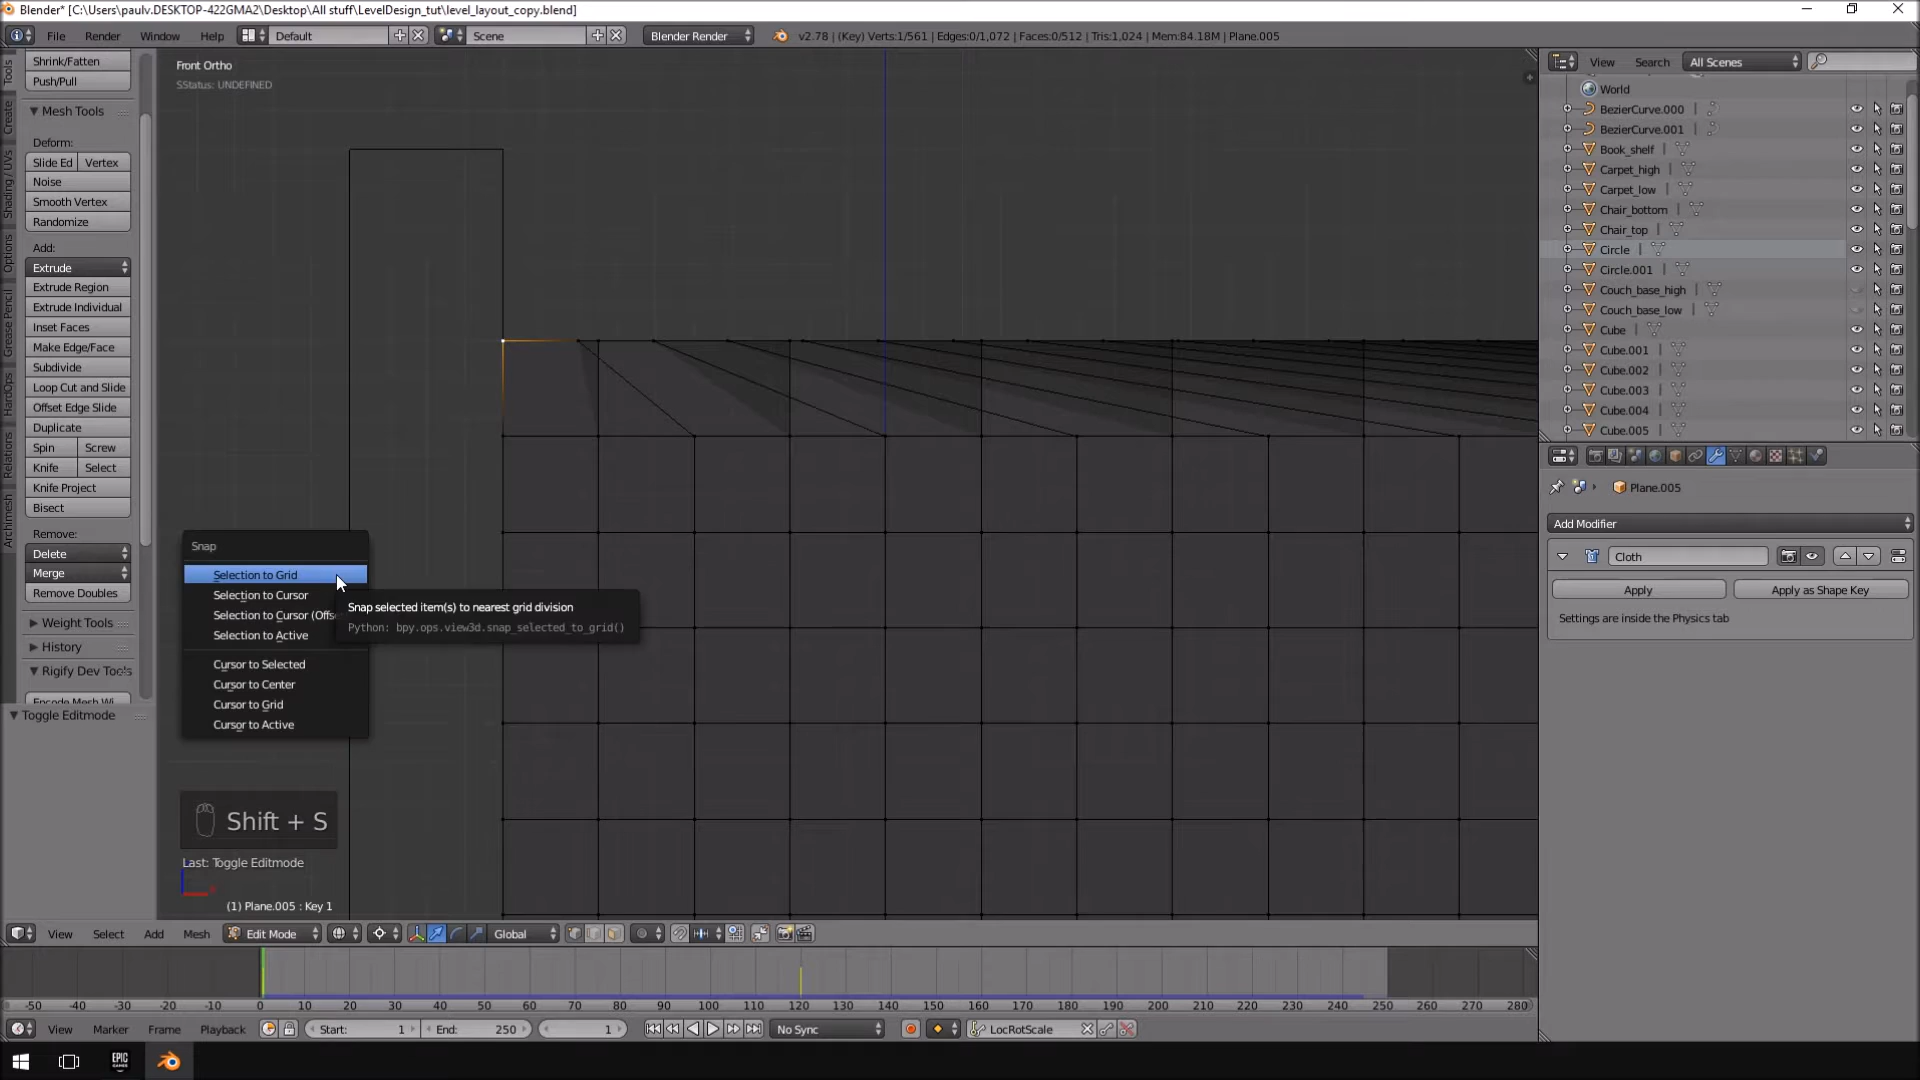 Blender* [C:\Users\paulv.DESKTOP-422GMA2\Desktop\All stuff\LevelDesign_tut\level_layout_copy.blend]
File Render Window Help Default Scene Blender Render v2.78 | (Key) Verts:1/561 | Edges:0/1,072 | Faces:0/512 | Tris:1,024 | Mem:84.18M | Plane.005
Tools
Create
Shading / UVs
Options
Grease Pencil
HardOps
Relations
Archimesh
Shrink/Fatten
Push/Pull
Mesh Tools
Deform:
Slide Ed Vertex
Noise
Smooth Vertex
Randomize
Add:
Extrude
Extrude Region
Extrude Individual
Inset Faces
Make Edge/Face
Subdivide
Loop Cut and Slide
Offset Edge Slide
Duplicate
Spin Screw
Knife Select
Knife Project
Bisect
Remove:
Delete
Merge
Remove Doubles
Weight Tools
History
Rigify Dev Tools
Toggle Editmode
Front Ortho
SStatus: UNDEFINED
Snap
Selection to Grid
Selection to Cursor
Selection to Cursor (Offs
Selection to Active
Cursor to Selected
Cursor to Center
Cursor to Grid
Cursor to Active
Snap selected item(s) to nearest grid division
Python: bpy.ops.view3d.snap_selected_to_grid()
Shift + S
Last: Toggle Editmode
(1) Plane.005 : Key 1
View Select Add Mesh Edit Mode Global
-50 -40 -30 -20 -10 0 10 20 30 40 50 60 70 80 90 100 110 120 130 140 150 160 170 180 190 200 210 220 230 240 250 260 270 280
View Marker Frame Playback Start: 1 End: 250 1 No Sync LocRotScale
View Search All Scenes
World
BezierCurve.000
BezierCurve.001
Book_shelf
Carpet_high
Carpet_low
Chair_bottom
Chair_top
Circle
Circle.001
Couch_base_high
Couch_base_low
Cube
Cube.001
Cube.002
Cube.003
Cube.004
Cube.005
Plane.005
Add Modifier
Cloth
Apply Apply as Shape Key
Settings are inside the Physics tab
EPIC GAMES